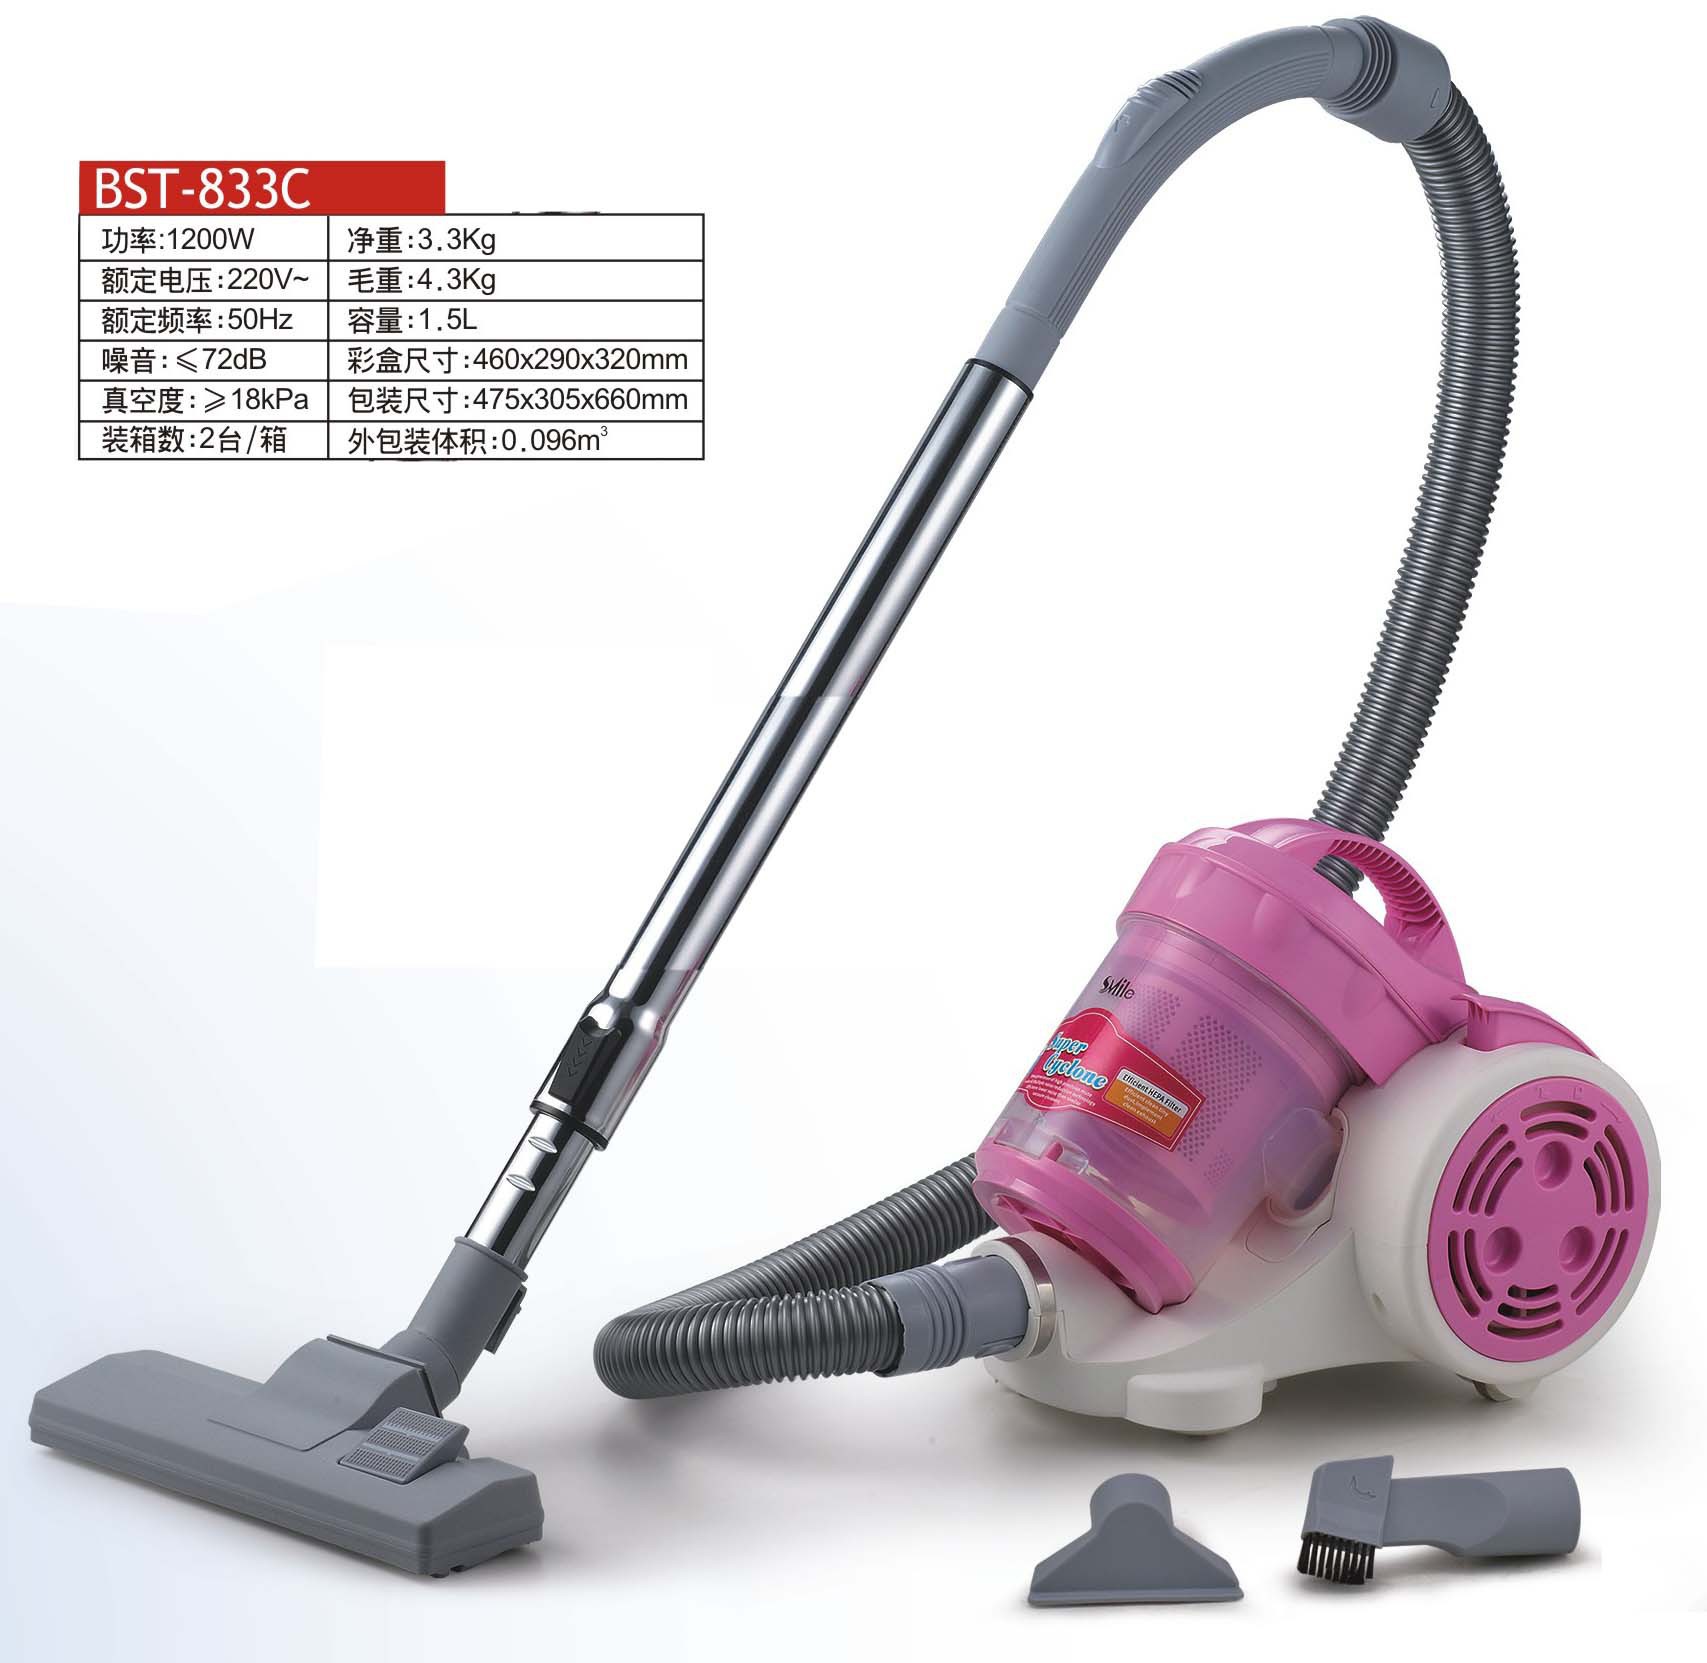 BST-833C
功率:1200W 净重:3.3Kg
额定电压:220V~ 毛重:4.3Kg
额定频率:50Hz 容量:1.5L
噪音:≤72dB 彩盒尺寸:460x290x320mm
真空度:≥18kPa 包装尺寸:475x305x660mm
装箱数:2台/箱 外包装体积:0.096m³
SMile
Super
Cyclone
Efficient HEPA Filter